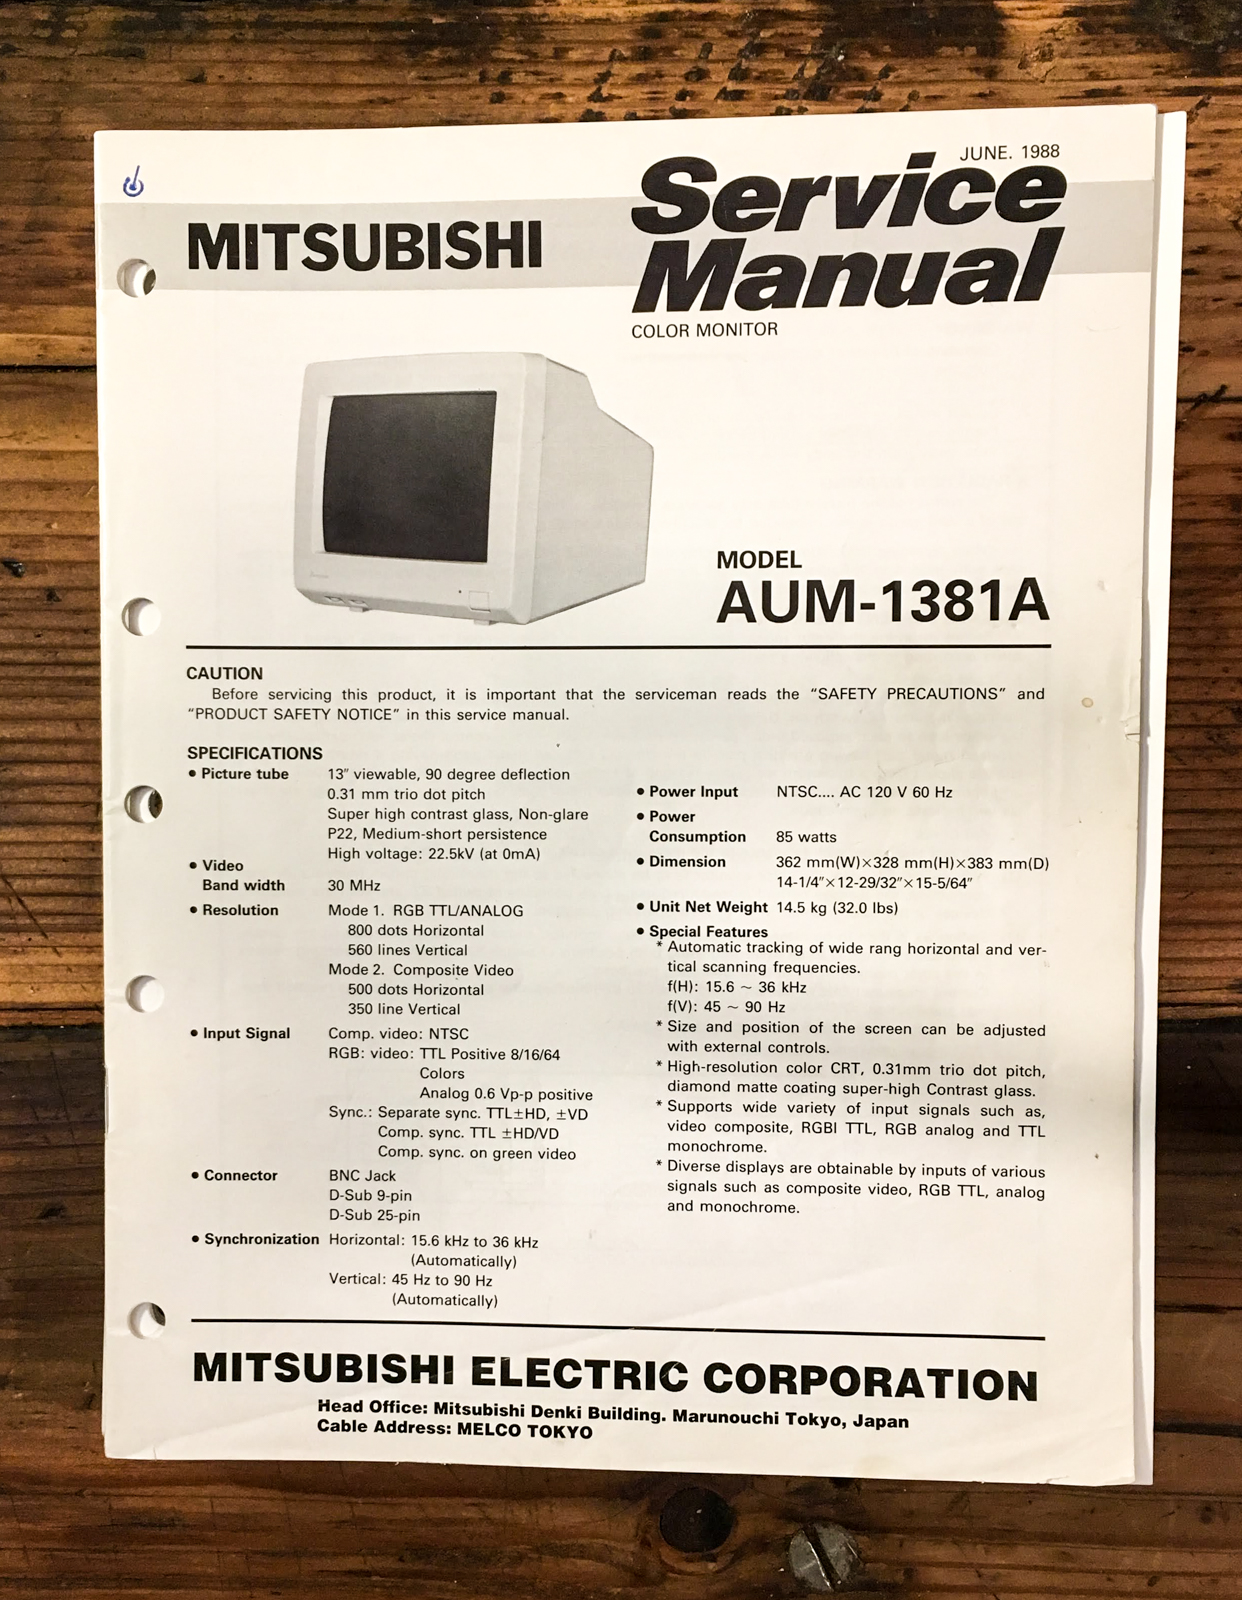 JUNE. 1988
MITSUBISHI
Service
Manual
COLOR MONITOR
MODEL
AUM-1381A
CAUTION
Before servicing this product, it is important that the serviceman reads the “SAFETY PRECAUTIONS” and
“PRODUCT SAFETY NOTICE” in this service manual.
SPECIFICATIONS
● Picture tube 13″ viewable, 90 degree deflection
0.31 mm trio dot pitch
Super high contrast glass, Non-glare
P22, Medium-short persistence
High voltage: 22.5kV (at 0mA)
● Video
Band width 30 MHz
● Resolution Mode 1. RGB TTL/ANALOG
800 dots Horizontal
560 lines Vertical
Mode 2. Composite Video
500 dots Horizontal
350 line Vertical
● Input Signal Comp. video: NTSC
RGB: video: TTL Positive 8/16/64
Colors
Analog 0.6 Vp-p positive
Sync.: Separate sync. TTL±HD, ±VD
Comp. sync. TTL ±HD/VD
Comp. sync. on green video
● Connector BNC Jack
D-Sub 9-pin
D-Sub 25-pin
● Synchronization Horizontal: 15.6 kHz to 36 kHz
(Automatically)
Vertical: 45 Hz to 90 Hz
(Automatically)
● Power Input NTSC.... AC 120 V 60 Hz
● Power
Consumption 85 watts
● Dimension 362 mm(W)×328 mm(H)×383 mm(D)
14-1/4″×12-29/32″×15-5/64″
● Unit Net Weight 14.5 kg (32.0 lbs)
● Special Features
* Automatic tracking of wide rang horizontal and ver-
tical scanning frequencies.
f(H): 15.6 ~ 36 kHz
f(V): 45 ~ 90 Hz
* Size and position of the screen can be adjusted
with external controls.
* High-resolution color CRT, 0.31mm trio dot pitch,
diamond matte coating super-high Contrast glass.
* Supports wide variety of input signals such as,
video composite, RGBI TTL, RGB analog and TTL
monochrome.
* Diverse displays are obtainable by inputs of various
signals such as composite video, RGB TTL, analog
and monochrome.
MITSUBISHI ELECTRIC CORPORATION
Head Office: Mitsubishi Denki Building. Marunouchi Tokyo, Japan
Cable Address: MELCO TOKYO